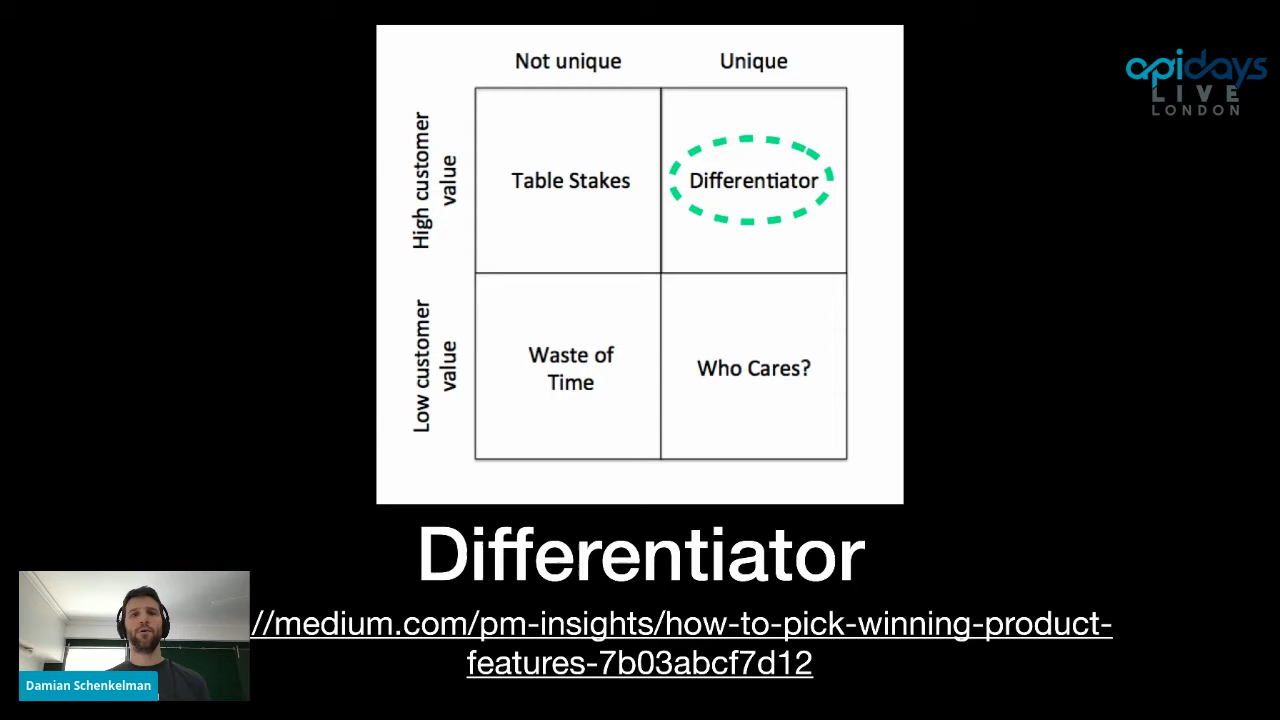 Not unique
Unique
apidays
LIVE
LONDON
High customer
value
Table Stakes
Differentiator
Low customer
value
Waste of
Time
Who Cares?
Differentiator
//medium.com/pm-insights/how-to-pick-winning-product-
features-7b03abcf7d12
Damian Schenkelman